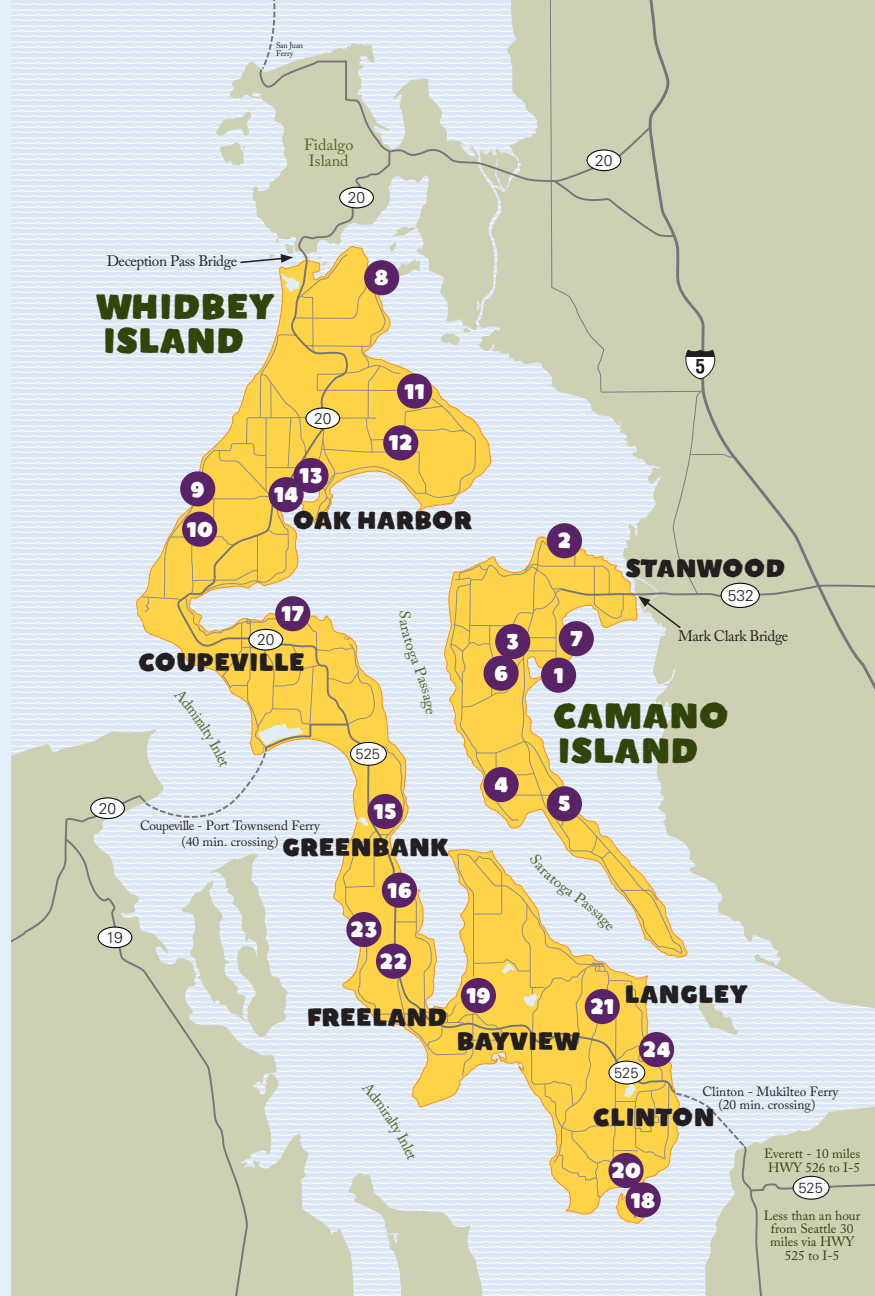 San Juan
Ferry
Fidalgo
Island
20
20
Deception Pass Bridge
8
WHIDBEY
ISLAND
5
11
20
12
13
9
14
10
OAK HARBOR
2
STANWOOD
532
17
Saratoga Passage
Mark Clark Bridge
20
3
7
COUPEVILLE
6
1
Admiralty Inlet
CAMANO
ISLAND
525
4
5
20
15
Coupeville - Port Townsend Ferry
(40 min. crossing)
GREENBANK
16
Saratoga Passage
19
23
22
19
21
LANGLEY
FREELAND
BAYVIEW
24
525
Admiralty Inlet
Clinton - Mukilteo Ferry
(20 min. crossing)
CLINTON
Everett - 10 miles
HWY 526 to I-5
20
525
18
Less than an hour
from Seattle 30
miles via HWY
525 to I-5